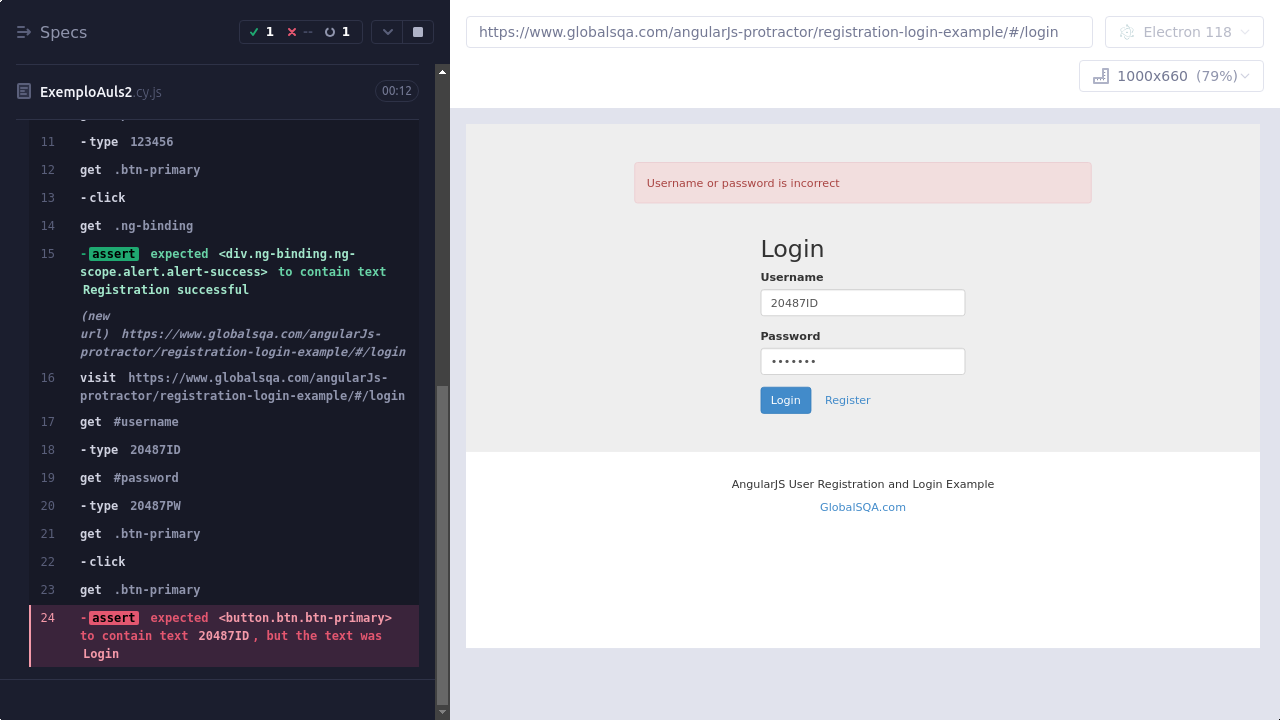 Specs
1
--
1
ExemploAuls2.cy.js
00:12
11 -type 123456
12 get .btn-primary
13 -click
14 get .ng-binding
15 -assert expected <div.ng-binding.ng-
scope.alert.alert-success> to contain text
Registration successful
(new
url) https://www.globalsqa.com/angularJs-
protractor/registration-login-example/#/login
16 visit https://www.globalsqa.com/angularJs-
protractor/registration-login-example/#/login
17 get #username
18 -type 20487ID
19 get #password
20 -type 20487PW
21 get .btn-primary
22 -click
23 get .btn-primary
24 -assert expected <button.btn.btn-primary>
to contain text 20487ID, but the text was
Login
https://www.globalsqa.com/angularJs-protractor/registration-login-example/#/login
Electron 118
1000x660 (79%)
Username or password is incorrect
Login
Username
20487ID
Password
•••••••
Login Register
AngularJS User Registration and Login Example
GlobalSQA.com